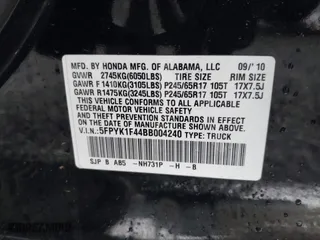 MFD. BY HONDA MFG. OF ALABAMA, LLC 09/'10
GVWR 2745KG(6050LBS) TIRE SIZE RIM SIZE
GAWR F 1410KG(3105LBS) P245/65R17 105T 17X7.5J
GAWR R1475KG(3245LBS) P245/65R17 105T 17X7.5J
THIS VEHICLE CONFORMS TO ALL APPLICABLE FEDERAL MOTOR
VEHICLE SAFETY AND THEFT PREVENTION STANDARDS IN EFFECT
ON THE DATE OF MANUFACTURE SHOWN ABOVE.
V.I.N.: 5FPYK1F44BB004240 TYPE: TRUCK
SJP B AB5 -NH731P -H -B